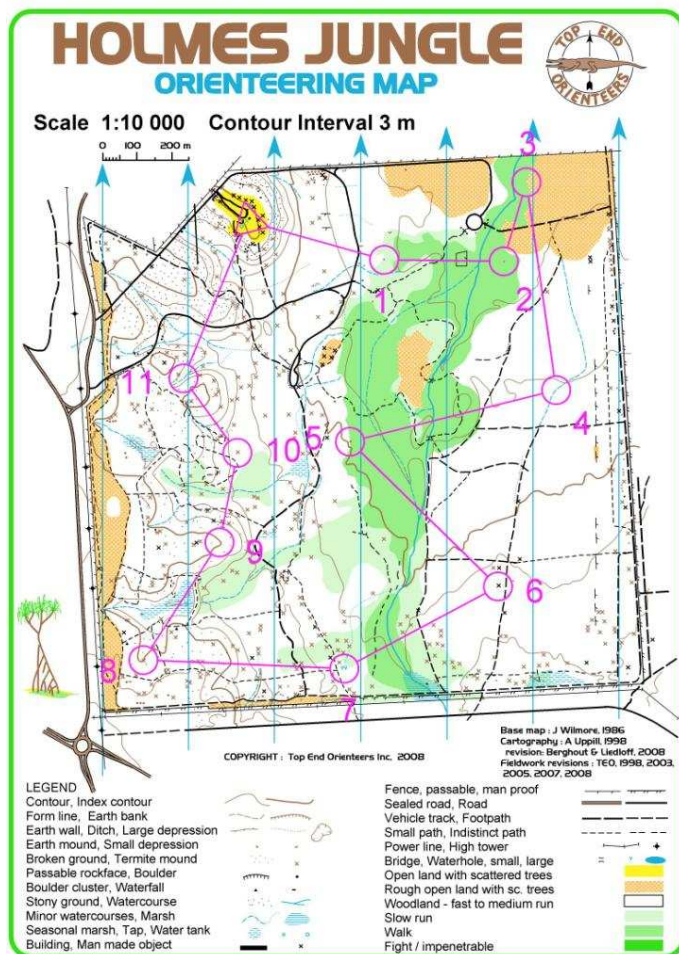 HOLMES JUNGLE
ORIENTEERING MAP
TOP END
ORIENTEERS
Scale 1:10 000 Contour Interval 3 m
0 100 200 m
3
1
2
11
4
5
10
9
6
8
7
Base map : J Wilmore, 1986
Cartography : A Uppill, 1998
revision: Berghout & Liedloff, 2008
Fieldwork revisions : TEO, 1998, 2003,
2005, 2007, 2008
COPYRIGHT : Top End Orienteers Inc. 2008
LEGEND
Contour, Index contour
Form line, Earth bank
Earth wall, Ditch, Large depression
Earth mound, Small depression
Broken ground, Termite mound
Passable rockface, Boulder
Boulder cluster, Waterfall
Stony ground, Watercourse
Minor watercourses, Marsh
Seasonal marsh, Tap, Water tank
Building, Man made object
Fence, passable, man proof
Sealed road, Road
Vehicle track, Footpath
Small path, Indistinct path
Power line, High tower
Bridge, Waterhole, small, large
Open land with scattered trees
Rough open land with sc. trees
Woodland - fast to medium run
Slow run
Walk
Fight / impenetrable